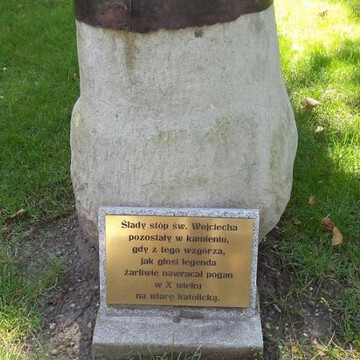 Ślady stóp św. Wojciecha
pozostały w kamieniu,
gdy z tego wzgórza,
jak głosi legenda
żarliwie nawracał pogan
w X wieku
na wiarę katolicką.